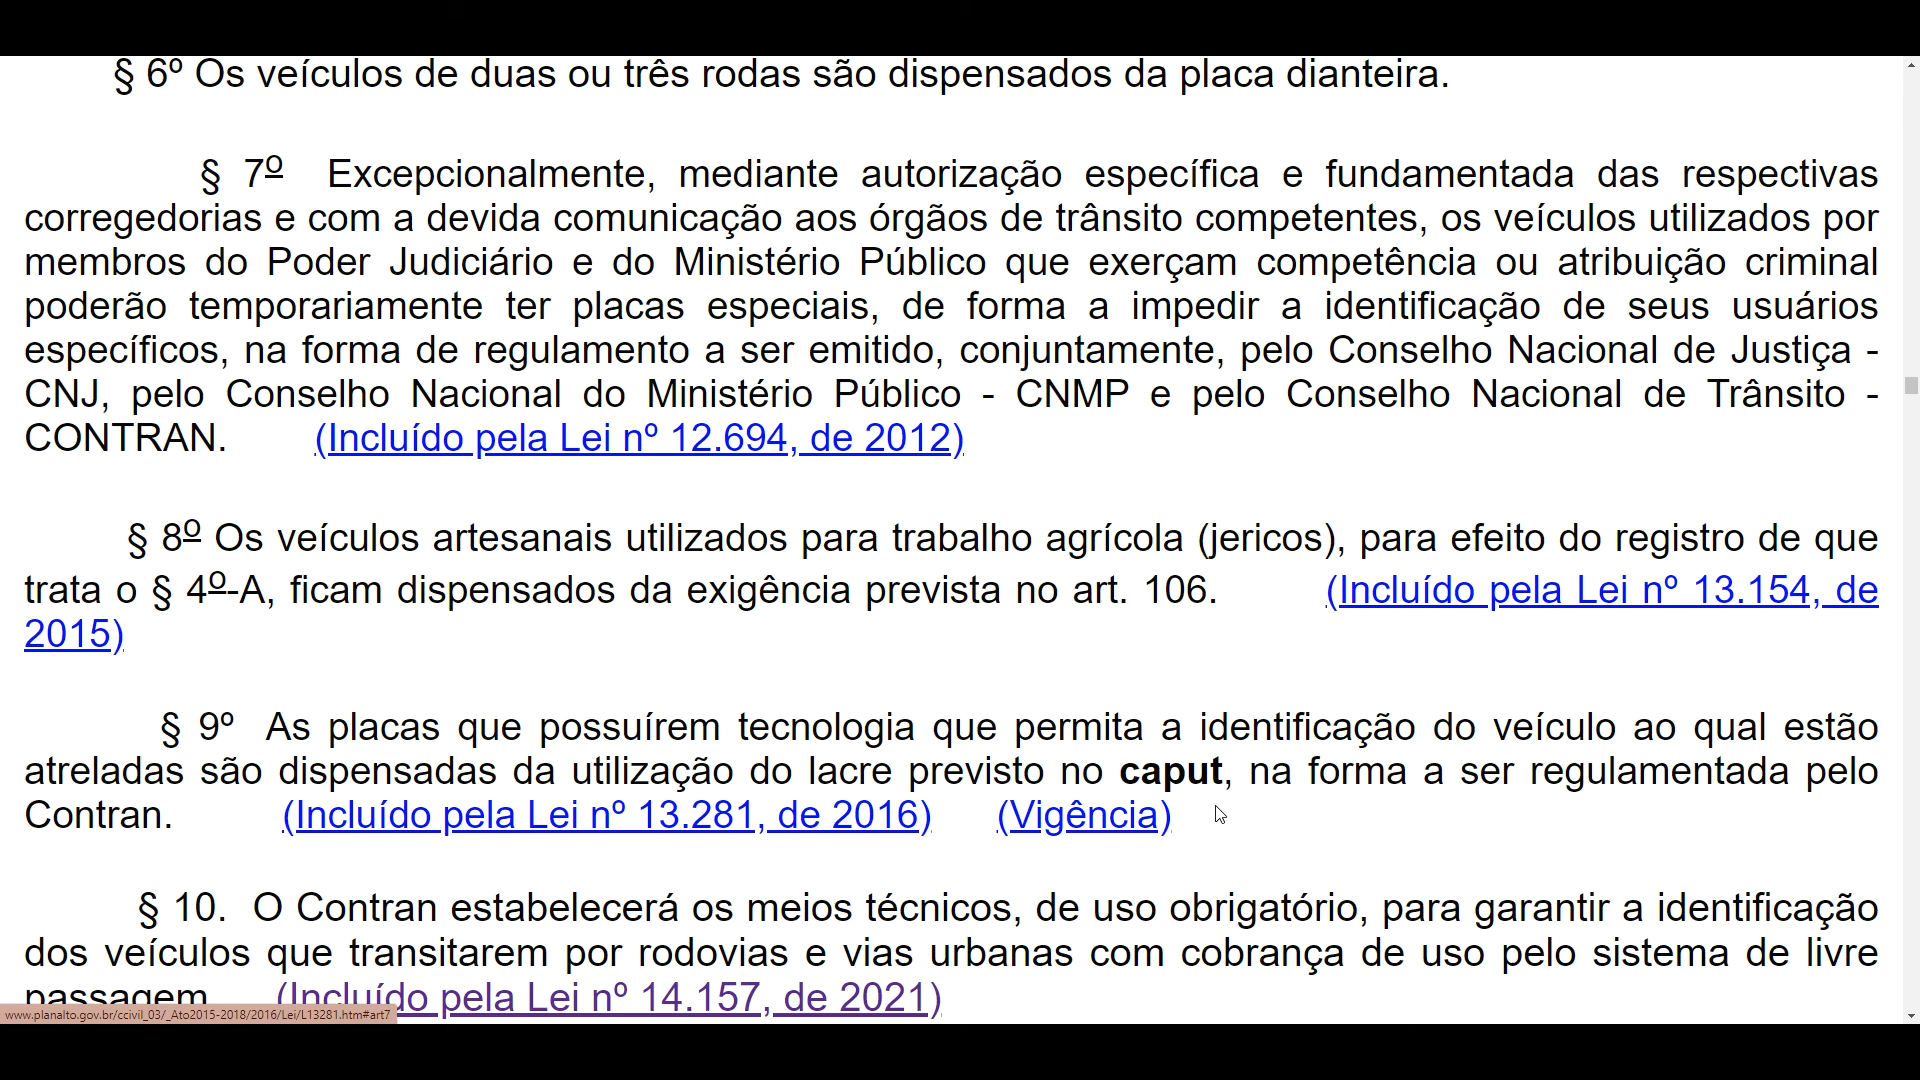 § 6º Os veículos de duas ou três rodas são dispensados da placa dianteira.
§ 7º Excepcionalmente, mediante autorização específica e fundamentada das respectivas
corregedorias e com a devida comunicação aos órgãos de trânsito competentes, os veículos utilizados por
membros do Poder Judiciário e do Ministério Público que exerçam competência ou atribuição criminal
poderão temporariamente ter placas especiais, de forma a impedir a identificação de seus usuários
específicos, na forma de regulamento a ser emitido, conjuntamente, pelo Conselho Nacional de Justiça -
CNJ, pelo Conselho Nacional do Ministério Público - CNMP e pelo Conselho Nacional de Trânsito -
CONTRAN. (Incluído pela Lei nº 12.694, de 2012)
§ 8º Os veículos artesanais utilizados para trabalho agrícola (jericos), para efeito do registro de que
trata o § 4º-A, ficam dispensados da exigência prevista no art. 106. (Incluído pela Lei nº 13.154, de
2015)
§ 9º As placas que possuírem tecnologia que permita a identificação do veículo ao qual estão
atreladas são dispensadas da utilização do lacre previsto no caput, na forma a ser regulamentada pelo
Contran. (Incluído pela Lei nº 13.281, de 2016) (Vigência)
§ 10. O Contran estabelecerá os meios técnicos, de uso obrigatório, para garantir a identificação
dos veículos que transitarem por rodovias e vias urbanas com cobrança de uso pelo sistema de livre
passagem. (Incluído pela Lei nº 14.157, de 2021)
www.planalto.gov.br/ccivil_03/_Ato2015-2018/2016/Lei/L13281.htm#art7